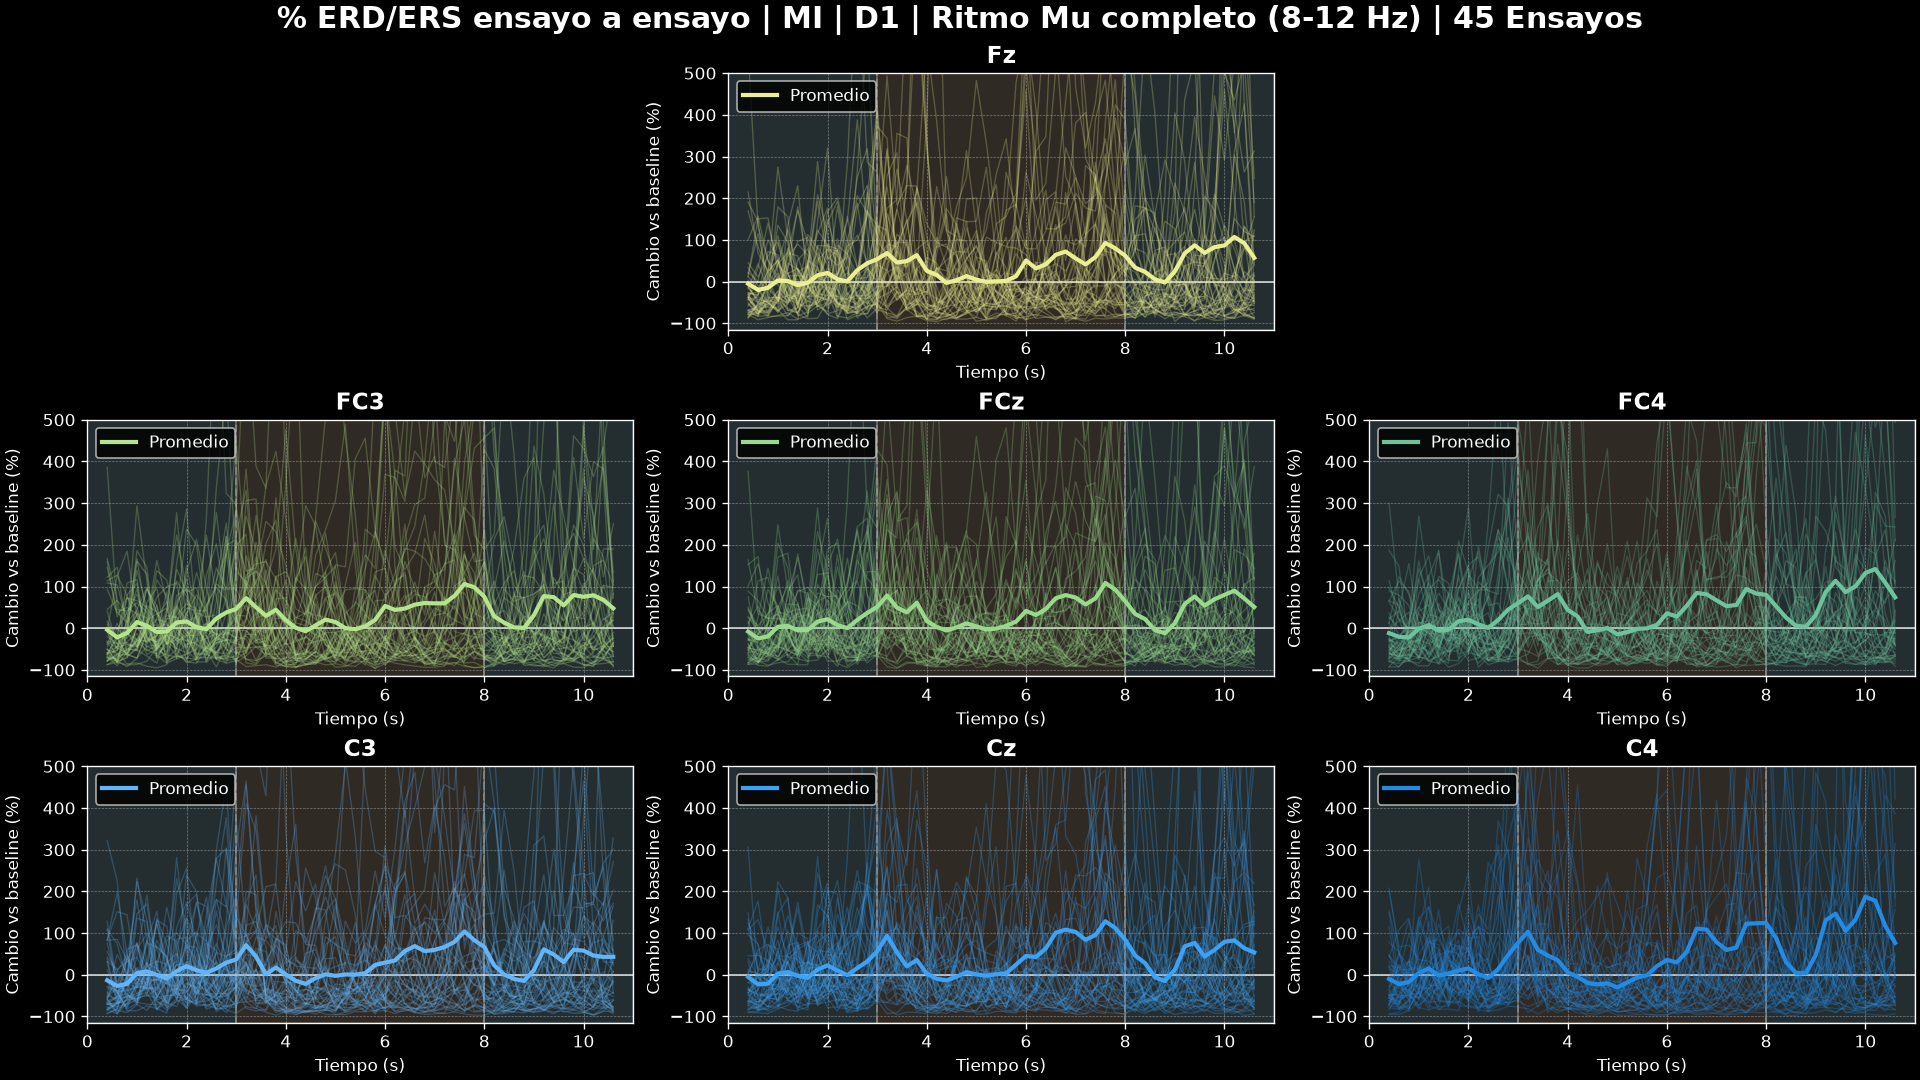 % ERD/ERS ensayo a ensayo | MI | D1 | Ritmo Mu completo (8-12 Hz) | 45 Ensayos
Fz
Promedio
Cambio vs baseline (%)
500
400
300
200
100
0
−100
0 2 4 6 8 10
Tiempo (s)
FC3
Promedio
Cambio vs baseline (%)
500
400
300
200
100
0
−100
0 2 4 6 8 10
Tiempo (s)
FCz
Promedio
Cambio vs baseline (%)
500
400
300
200
100
0
−100
0 2 4 6 8 10
Tiempo (s)
FC4
Promedio
Cambio vs baseline (%)
500
400
300
200
100
0
−100
0 2 4 6 8 10
Tiempo (s)
C3
Promedio
Cambio vs baseline (%)
500
400
300
200
100
0
−100
0 2 4 6 8 10
Tiempo (s)
Cz
Promedio
Cambio vs baseline (%)
500
400
300
200
100
0
−100
0 2 4 6 8 10
Tiempo (s)
C4
Promedio
Cambio vs baseline (%)
500
400
300
200
100
0
−100
0 2 4 6 8 10
Tiempo (s)